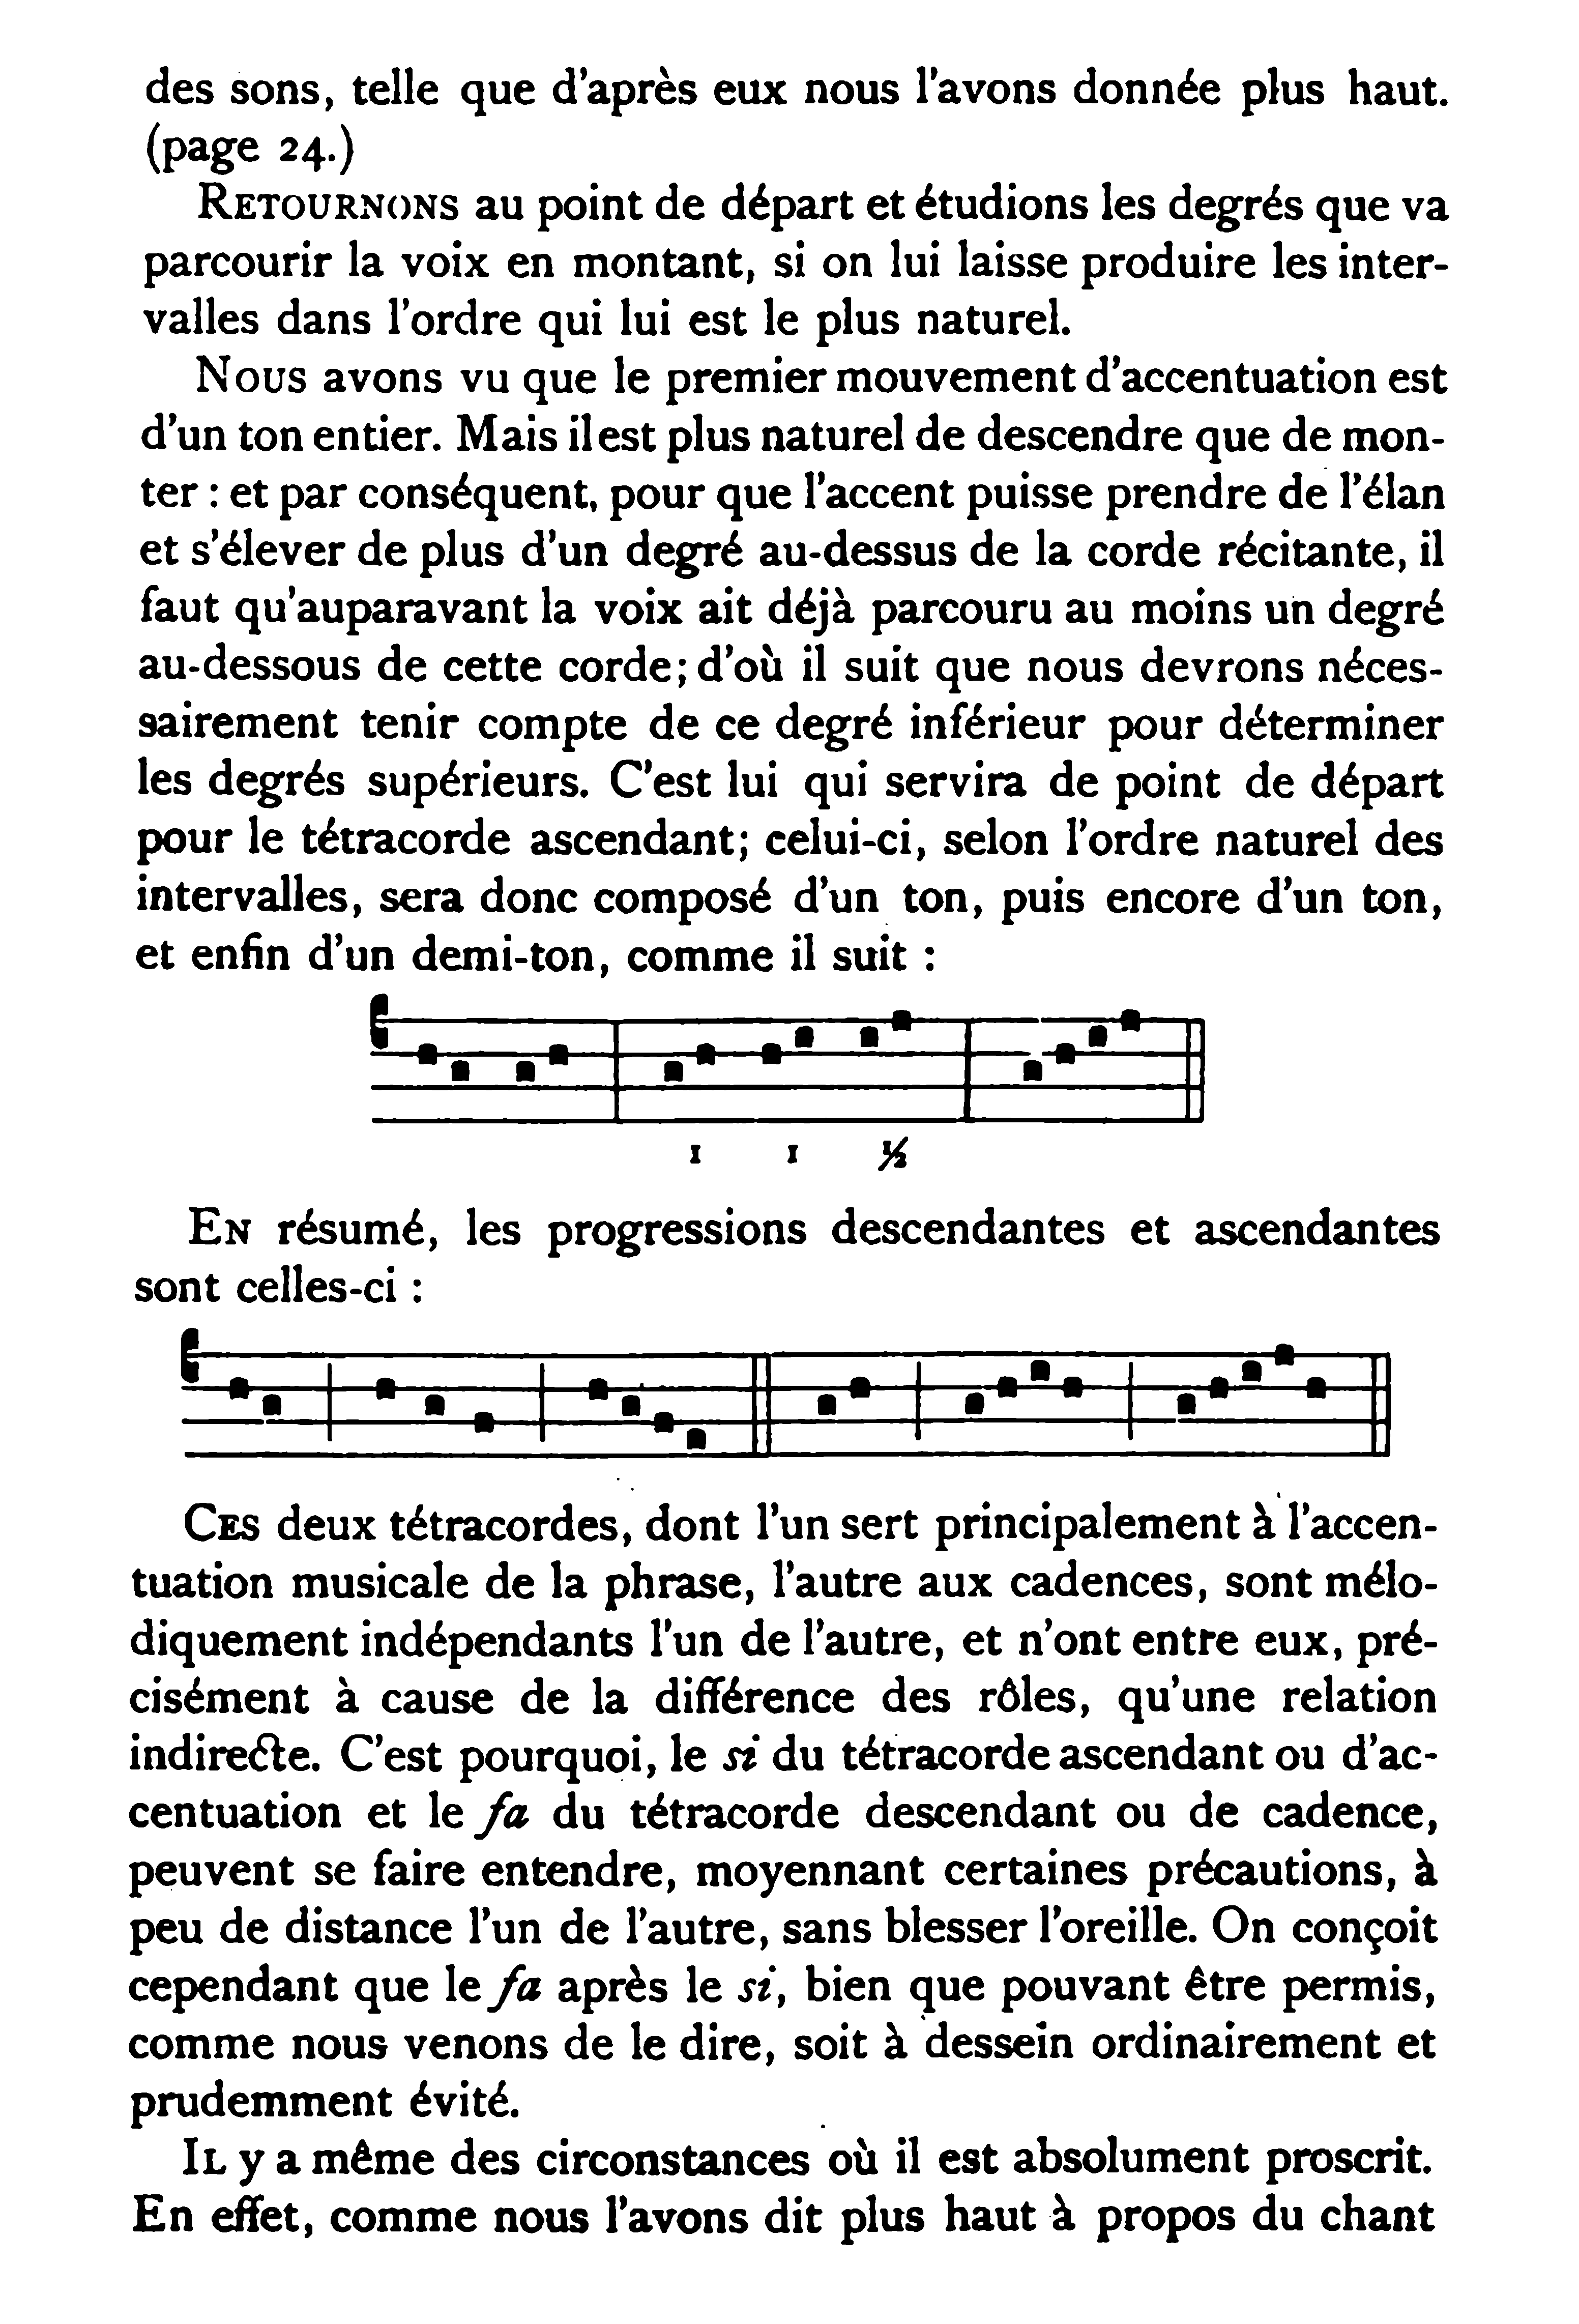 des sons, telle que d'après eux nous l'avons donnée plus haut.
(page 24.)
RETOURNONS au point de départ et étudions les degrés que va
parcourir la voix en montant, si on lui laisse produire les inter-
valles dans l'ordre qui lui est le plus naturel.
Nous avons vu que le premier mouvement d'accentuation est
d'un ton entier. Mais il est plus naturel de descendre que de mon-
ter : et par conséquent, pour que l'accent puisse prendre de l'élan
et s'élever de plus d'un degré au-dessus de la corde récitante, il
faut qu'auparavant la voix ait déjà parcouru au moins un degré
au-dessous de cette corde; d'où il suit que nous devrons néces-
sairement tenir compte de ce degré inférieur pour déterminer
les degrés supérieurs. C'est lui qui servira de point de départ
pour le tétracorde ascendant; celui-ci, selon l'ordre naturel des
intervalles, sera donc composé d'un ton, puis encore d'un ton,
et enfin d'un demi-ton, comme il suit :
1 1 ½
EN résumé, les progressions descendantes et ascendantes
sont celles-ci :
CES deux tétracordes, dont l'un sert principalement à l'accen-
tuation musicale de la phrase, l'autre aux cadences, sont mélo-
diquement indépendants l'un de l'autre, et n'ont entre eux, pré-
cisément à cause de la différence des rôles, qu'une relation
indirecte. C'est pourquoi, le si du tétracorde ascendant ou d'ac-
centuation et le fa du tétracorde descendant ou de cadence,
peuvent se faire entendre, moyennant certaines précautions, à
peu de distance l'un de l'autre, sans blesser l'oreille. On conçoit
cependant que le fa après le si, bien que pouvant être permis,
comme nous venons de le dire, soit à dessein ordinairement et
prudemment évité.
IL y a même des circonstances où il est absolument proscrit.
En effet, comme nous l'avons dit plus haut à propos du chant